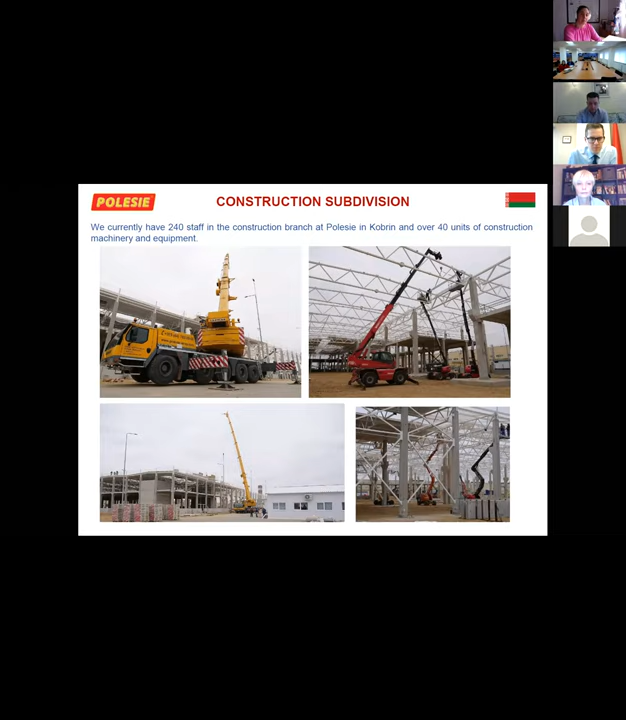 POLESIE
CONSTRUCTION SUBDIVISION
We currently have 240 staff in the construction branch at Polesie in Kobrin and over 40 units of construction
machinery and equipment.